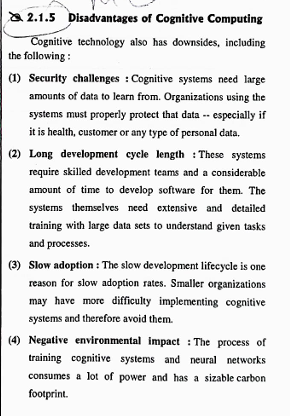 2.1.5 Disadvantages of Cognitive Computing
Cognitive technology also has downsides, including
the following :
(1) Security challenges : Cognitive systems need large
amounts of data to learn from. Organizations using the
systems must properly protect that data -- especially if
it is health, customer or any type of personal data.
(2) Long development cycle length : These systems
require skilled development teams and a considerable
amount of time to develop software for them. The
systems themselves need extensive and detailed
training with large data sets to understand given tasks
and processes.
(3) Slow adoption : The slow development lifecycle is one
reason for slow adoption rates. Smaller organizations
may have more difficulty implementing cognitive
systems and therefore avoid them.
(4) Negative environmental impact : The process of
training cognitive systems and neural networks
consumes a lot of power and has a sizable carbon
footprint.